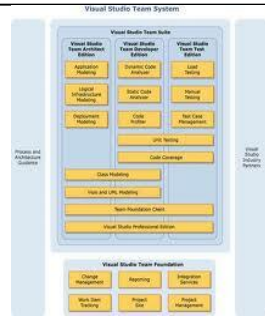 Visual Studio Team System
Visual Studio Team Suite
Visual Studio
Team Architect
Edition
Visual Studio
Team Developer
Edition
Visual Studio
Team Test
Edition
Application
Modeling
Dynamic Code
Analyzer
Load
Testing
Logical
Infrastructure
Modeling
Static Code
Analyzer
Manual
Testing
Deployment
Modeling
Code
Profiler
Test Case
Management
Unit Testing
Code Coverage
Class Modeling
Visio and UML Modeling
Team Foundation Client
Visual Studio Professional Edition
Process and
Architecture
Guidance
Visual
Studio
Industry
Partners
Visual Studio Team Foundation
Change
Management
Reporting
Integration
Services
Work Item
Tracking
Project
Site
Project
Management